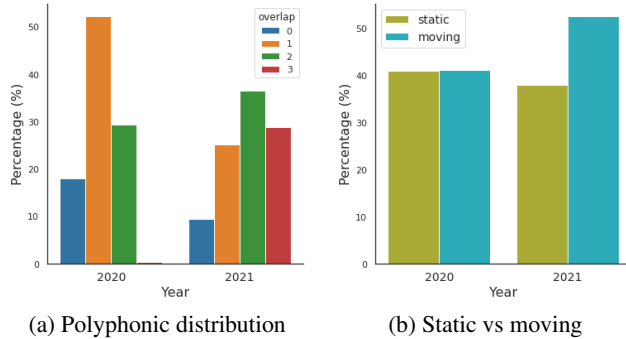 overlap
0
1
2
3
50
40
30
20
10
0
Percentage (%)
2020
2021
Year
(a) Polyphonic distribution
static
moving
50
40
30
20
10
0
Percentage (%)
2020
2021
Year
(b) Static vs moving